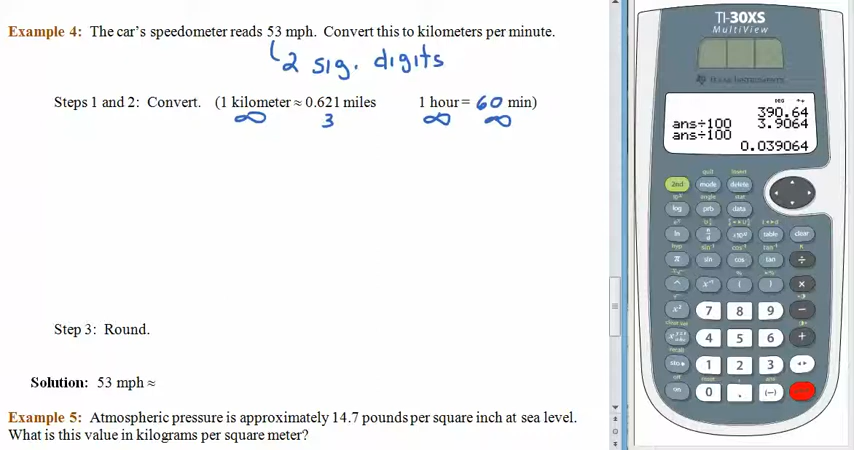 Example 4: The car's speedometer reads 53 mph. Convert this to kilometers per minute.
2 sig. digits
Steps 1 and 2: Convert. (1 kilometer ≈ 0.621 miles 1 hour = 60 min)
∞ 3 ∞ ∞
Step 3: Round.
Solution: 53 mph ≈
Example 5: Atmospheric pressure is approximately 14.7 pounds per square inch at sea level.
What is this value in kilograms per square meter?
TI-30XS
MultiView
TEXAS INSTRUMENTS
390.64
ans÷100 3.9064
ans÷100
0.039064
quit insert
2nd mode delete
log prb data
ln table clear
π sin cos tan ÷
^ x⁻¹ ( ) ×
x² 7 8 9 −
4 5 6 +
sto 1 2 3
on 0 . (−)